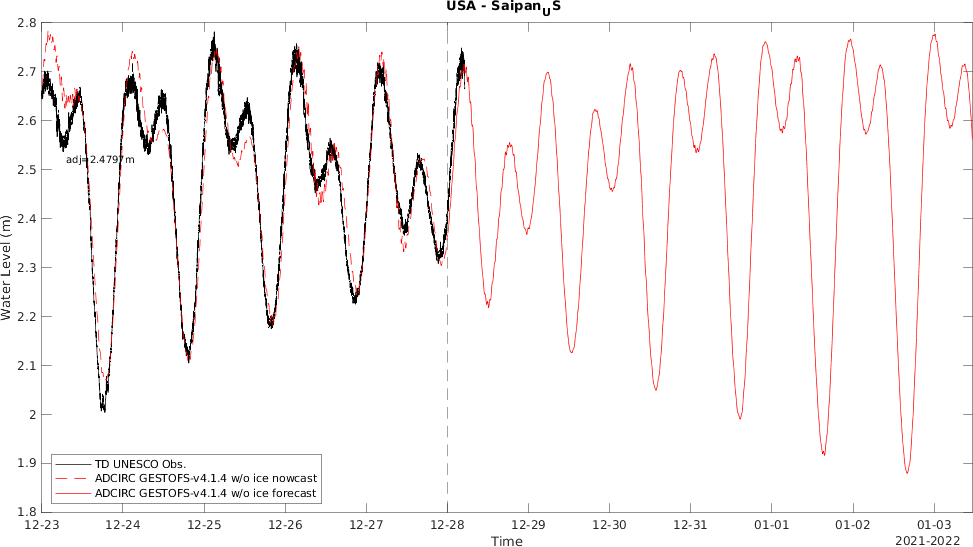 USA - Saipan_US
2.8
2.7
2.6
2.5
2.4
2.3
2.2
2.1
2
1.9
1.8
Water Level (m)
adj=2.4797m
TD UNESCO Obs.
ADCIRC GESTOFS-v4.1.4 w/o ice nowcast
ADCIRC GESTOFS-v4.1.4 w/o ice forecast
12-23 12-24 12-25 12-26 12-27 12-28 12-29 12-30 12-31 01-01 01-02 01-03
Time
2021-2022